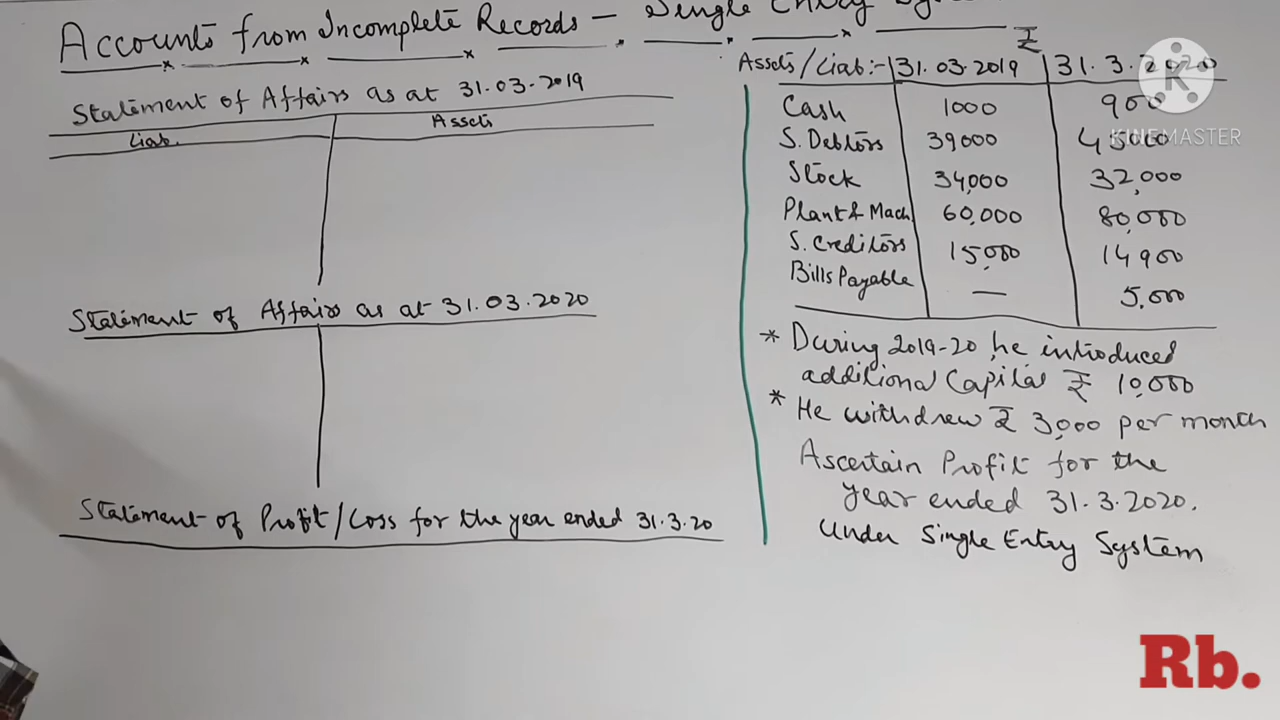 Accounts from Incomplete Records - Single Entry
Statement of Affairs as at 31.03.2019
Liab. Assets
Statement of Affairs as at 31.03.2020
Statement of Profit/Loss for the year ended 31.3.20
₹
Assets/Liab:- 31.03.2019 31.3.2020
Cash 1000 900
S. Debtors 39000 45000
Stock 34,000 32,000
Plant & Mach 60,000 80,000
S. Creditors 15,000 14900
Bills Payable — 5,000
* During 2019-20, he introduced
additional Capital ₹ 10,000
* He withdrew ₹ 3,000 per month
Ascertain Profit for the
year ended 31.3.2020.
Under Single Entry System
K
KINEMASTER
Rb.